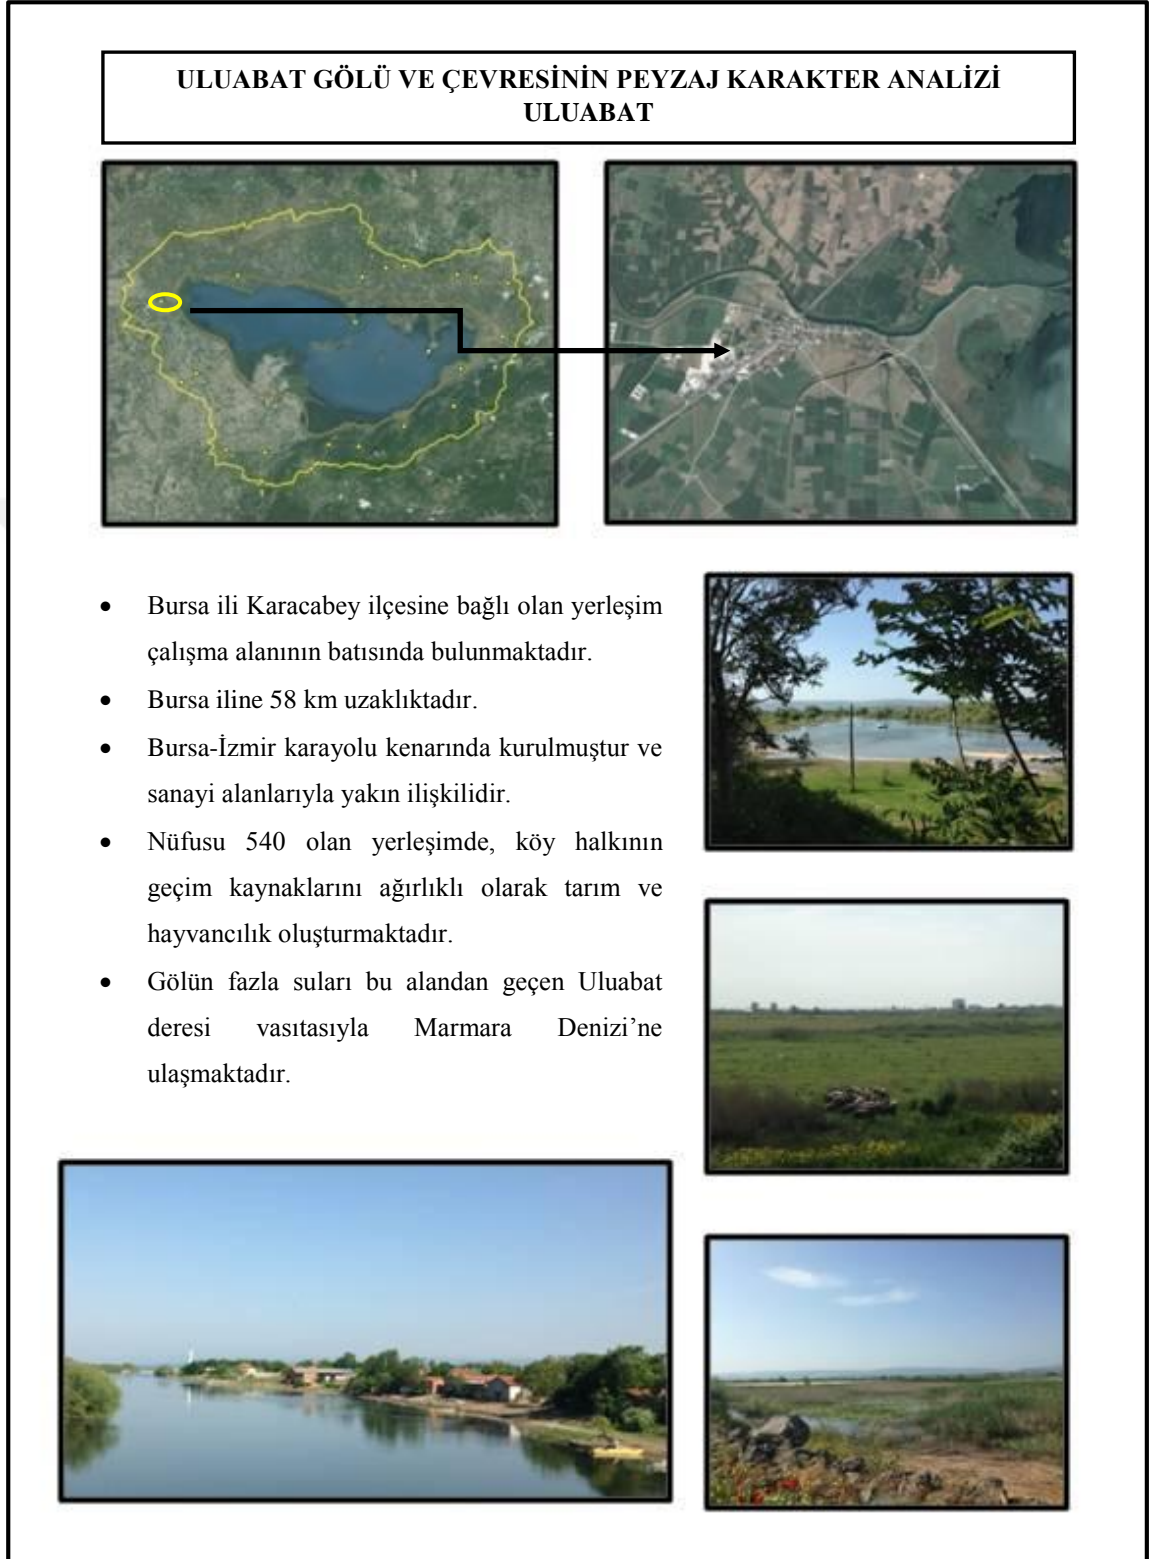 ULUABAT GÖLÜ VE ÇEVRESİNİN PEYZAJ KARAKTER ANALİZİ
ULUABAT
• Bursa ili Karacabey ilçesine bağlı olan yerleşim
çalışma alanının batısında bulunmaktadır.
• Bursa iline 58 km uzaklıktadır.
• Bursa-İzmir karayolu kenarında kurulmuştur ve
sanayi alanlarıyla yakın ilişkilidir.
• Nüfusu 540 olan yerleşimde, köy halkının
geçim kaynaklarını ağırlıklı olarak tarım ve
hayvancılık oluşturmaktadır.
• Gölün fazla suları bu alandan geçen Uluabat
deresi vasıtasıyla Marmara Denizi’ne
ulaşmaktadır.